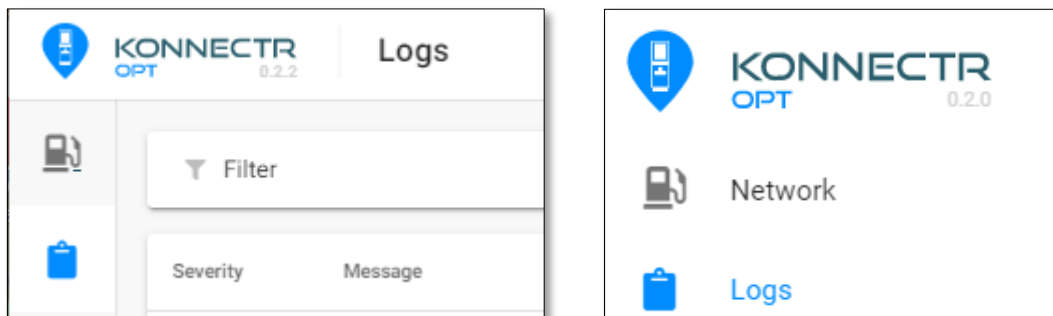 KONNECTR
OPT 0.2.2
Logs
Filter
Severity Message
KONNECTR
OPT 0.2.0
Network
Logs